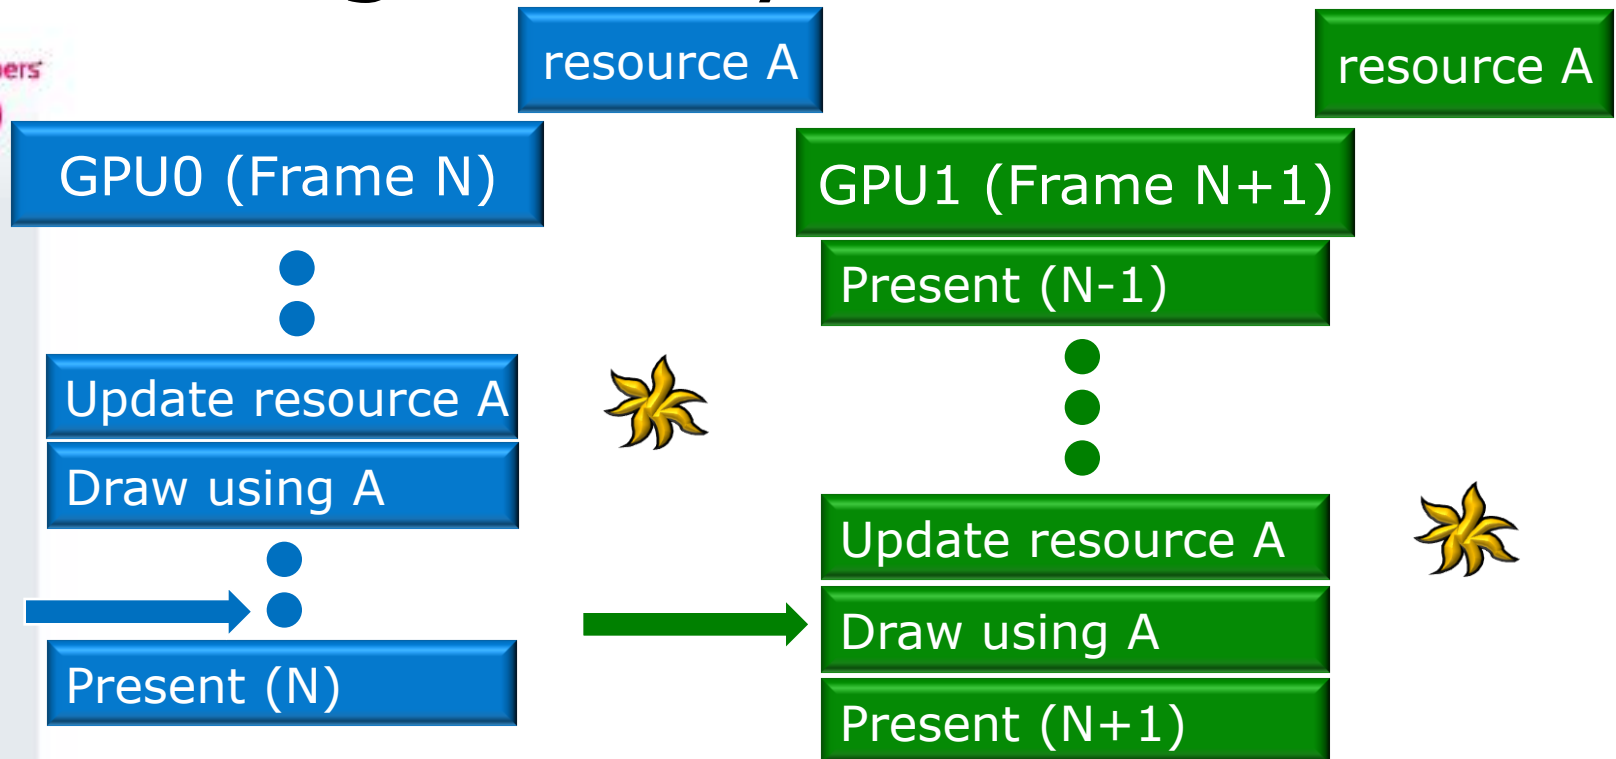 resource A
resource A
GPU0 (Frame N)
Update resource A
Draw using A
Present (N)
GPU1 (Frame N+1)
Present (N-1)
Update resource A
Draw using A
Present (N+1)